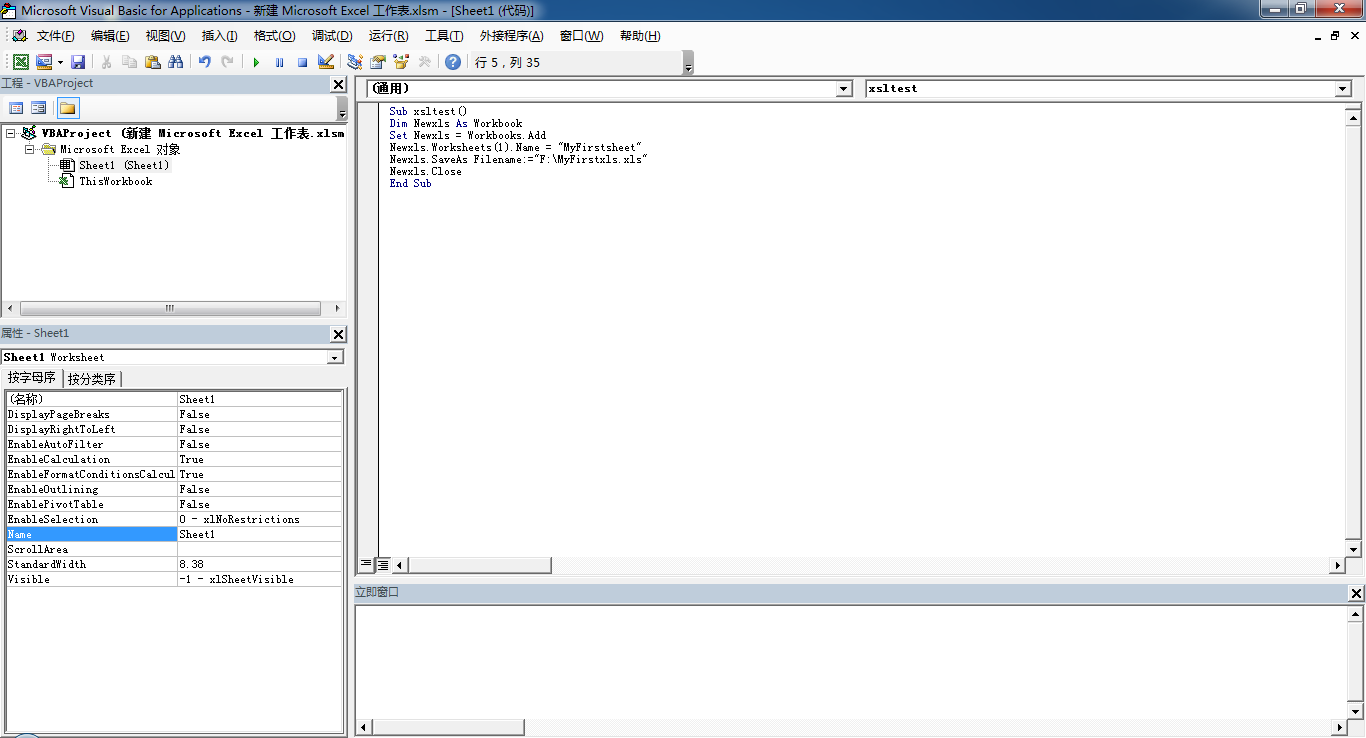 Microsoft Visual Basic for Applications - 新建 Microsoft Excel 工作表.xlsm - [Sheet1 (代码)]
文件(F) 编辑(E) 视图(V) 插入(I) 格式(O) 调试(D) 运行(R) 工具(T) 外接程序(A) 窗口(W) 帮助(H)
行 5 , 列 35
工程 - VBAProject
VBAProject (新建 Microsoft Excel 工作表.xlsm
Microsoft Excel 对象
Sheet1 (Sheet1)
ThisWorkbook
属性 - Sheet1
Sheet1 Worksheet
按字母序 按分类序
(名称) Sheet1
DisplayPageBreaks False
DisplayRightToLeft False
EnableAutoFilter False
EnableCalculation True
EnableFormatConditionsCalcul True
EnableOutlining False
EnablePivotTable False
EnableSelection 0 - xlNoRestrictions
Name Sheet1
ScrollArea
StandardWidth 8.38
Visible -1 - xlSheetVisible
(通用) xsltest
Sub xsltest()
Dim Newxls As Workbook
Set Newxls = Workbooks.Add
Newxls.Worksheets(1).Name = "MyFirstsheet"
Newxls.SaveAs Filename:="F:\MyFirstxls.xls"
Newxls.Close
End Sub
立即窗口